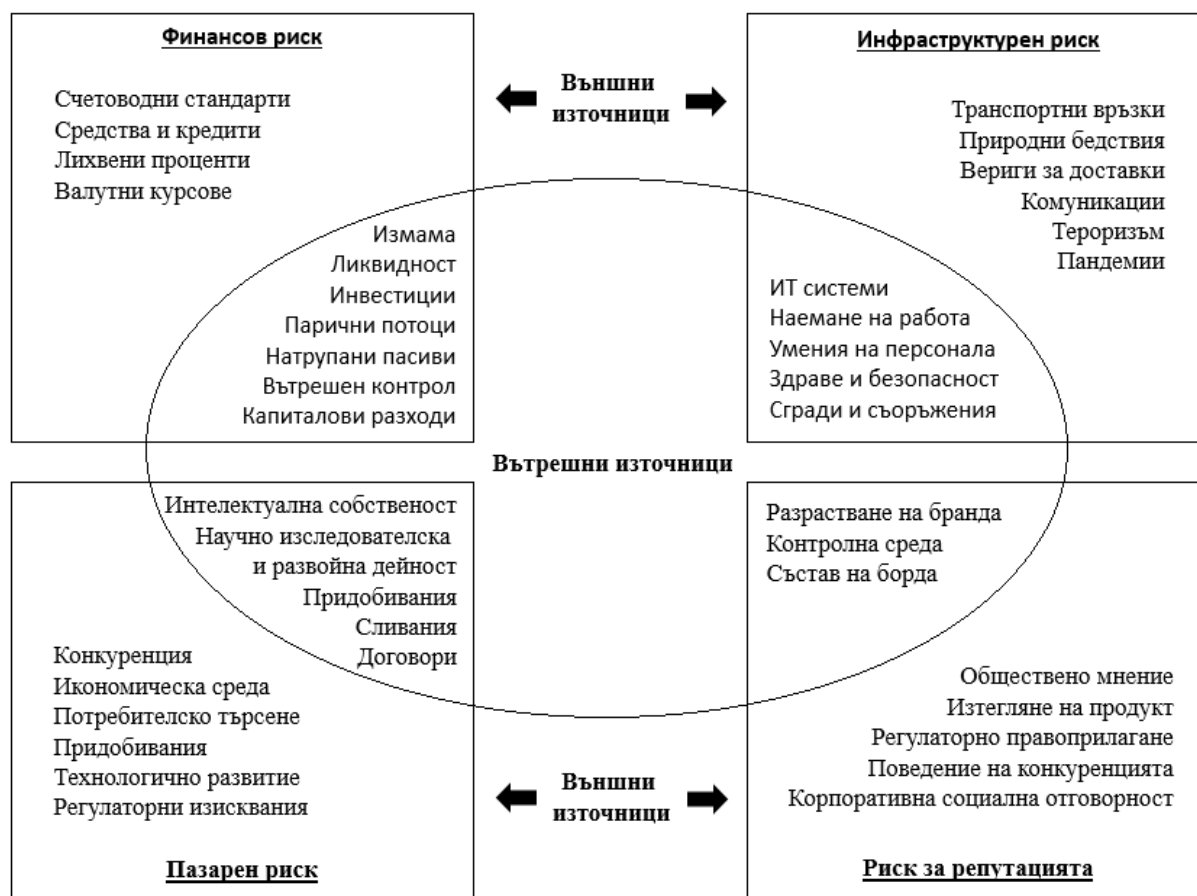 Финансов риск
Счетоводни стандарти
Средства и кредити
Лихвени проценти
Валутни курсове
Измама
Ликвидност
Инвестиции
Парични потоци
Натрупани пасиви
Вътрешен контрол
Капиталови разходи
Външни
източници
Инфраструктурен риск
Транспортни връзки
Природни бедствия
Вериги за доставки
Комуникации
Тероризъм
Пандемии
ИТ системи
Наемане на работа
Умения на персонала
Здраве и безопасност
Сгради и съоръжения
Вътрешни източници
Интелектуална собственост
Научно изследователска
и развойна дейност
Придобивания
Сливания
Договори
Конкуренция
Икономическа среда
Потребителско търсене
Придобивания
Технологично развитие
Регулаторни изисквания
Пазарен риск
Външни
източници
Разрастване на бранда
Контролна среда
Състав на борда
Обществено мнение
Изтегляне на продукт
Регулаторно правоприлагане
Поведение на конкуренцията
Корпоративна социална отговорност
Риск за репутацията